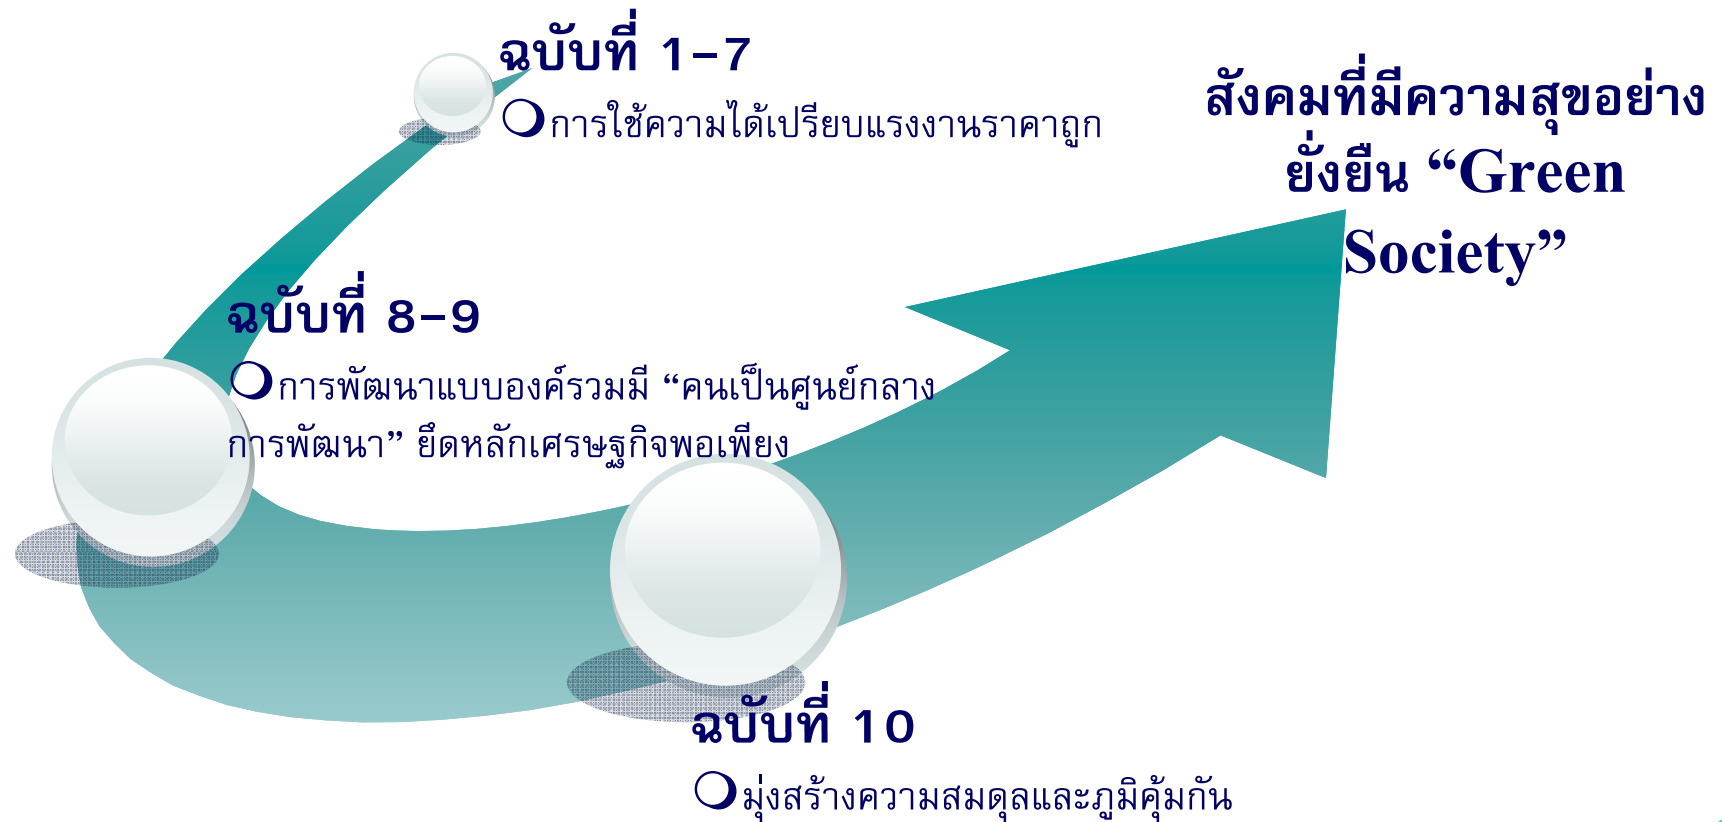 ฉบับที่ 1-7
❍การใช้ความได้เปรียบแรงงานราคาถูก
สังคมที่มีความสุขอย่าง
ยั่งยืน “Green
Society”
ฉบับที่ 8-9
❍การพัฒนาแบบองค์รวมมี “คนเป็นศูนย์กลาง
การพัฒนา” ยึดหลักเศรษฐกิจพอเพียง
ฉบับที่ 10
❍มุ่งสร้างความสมดุลและภูมิคุ้มกัน